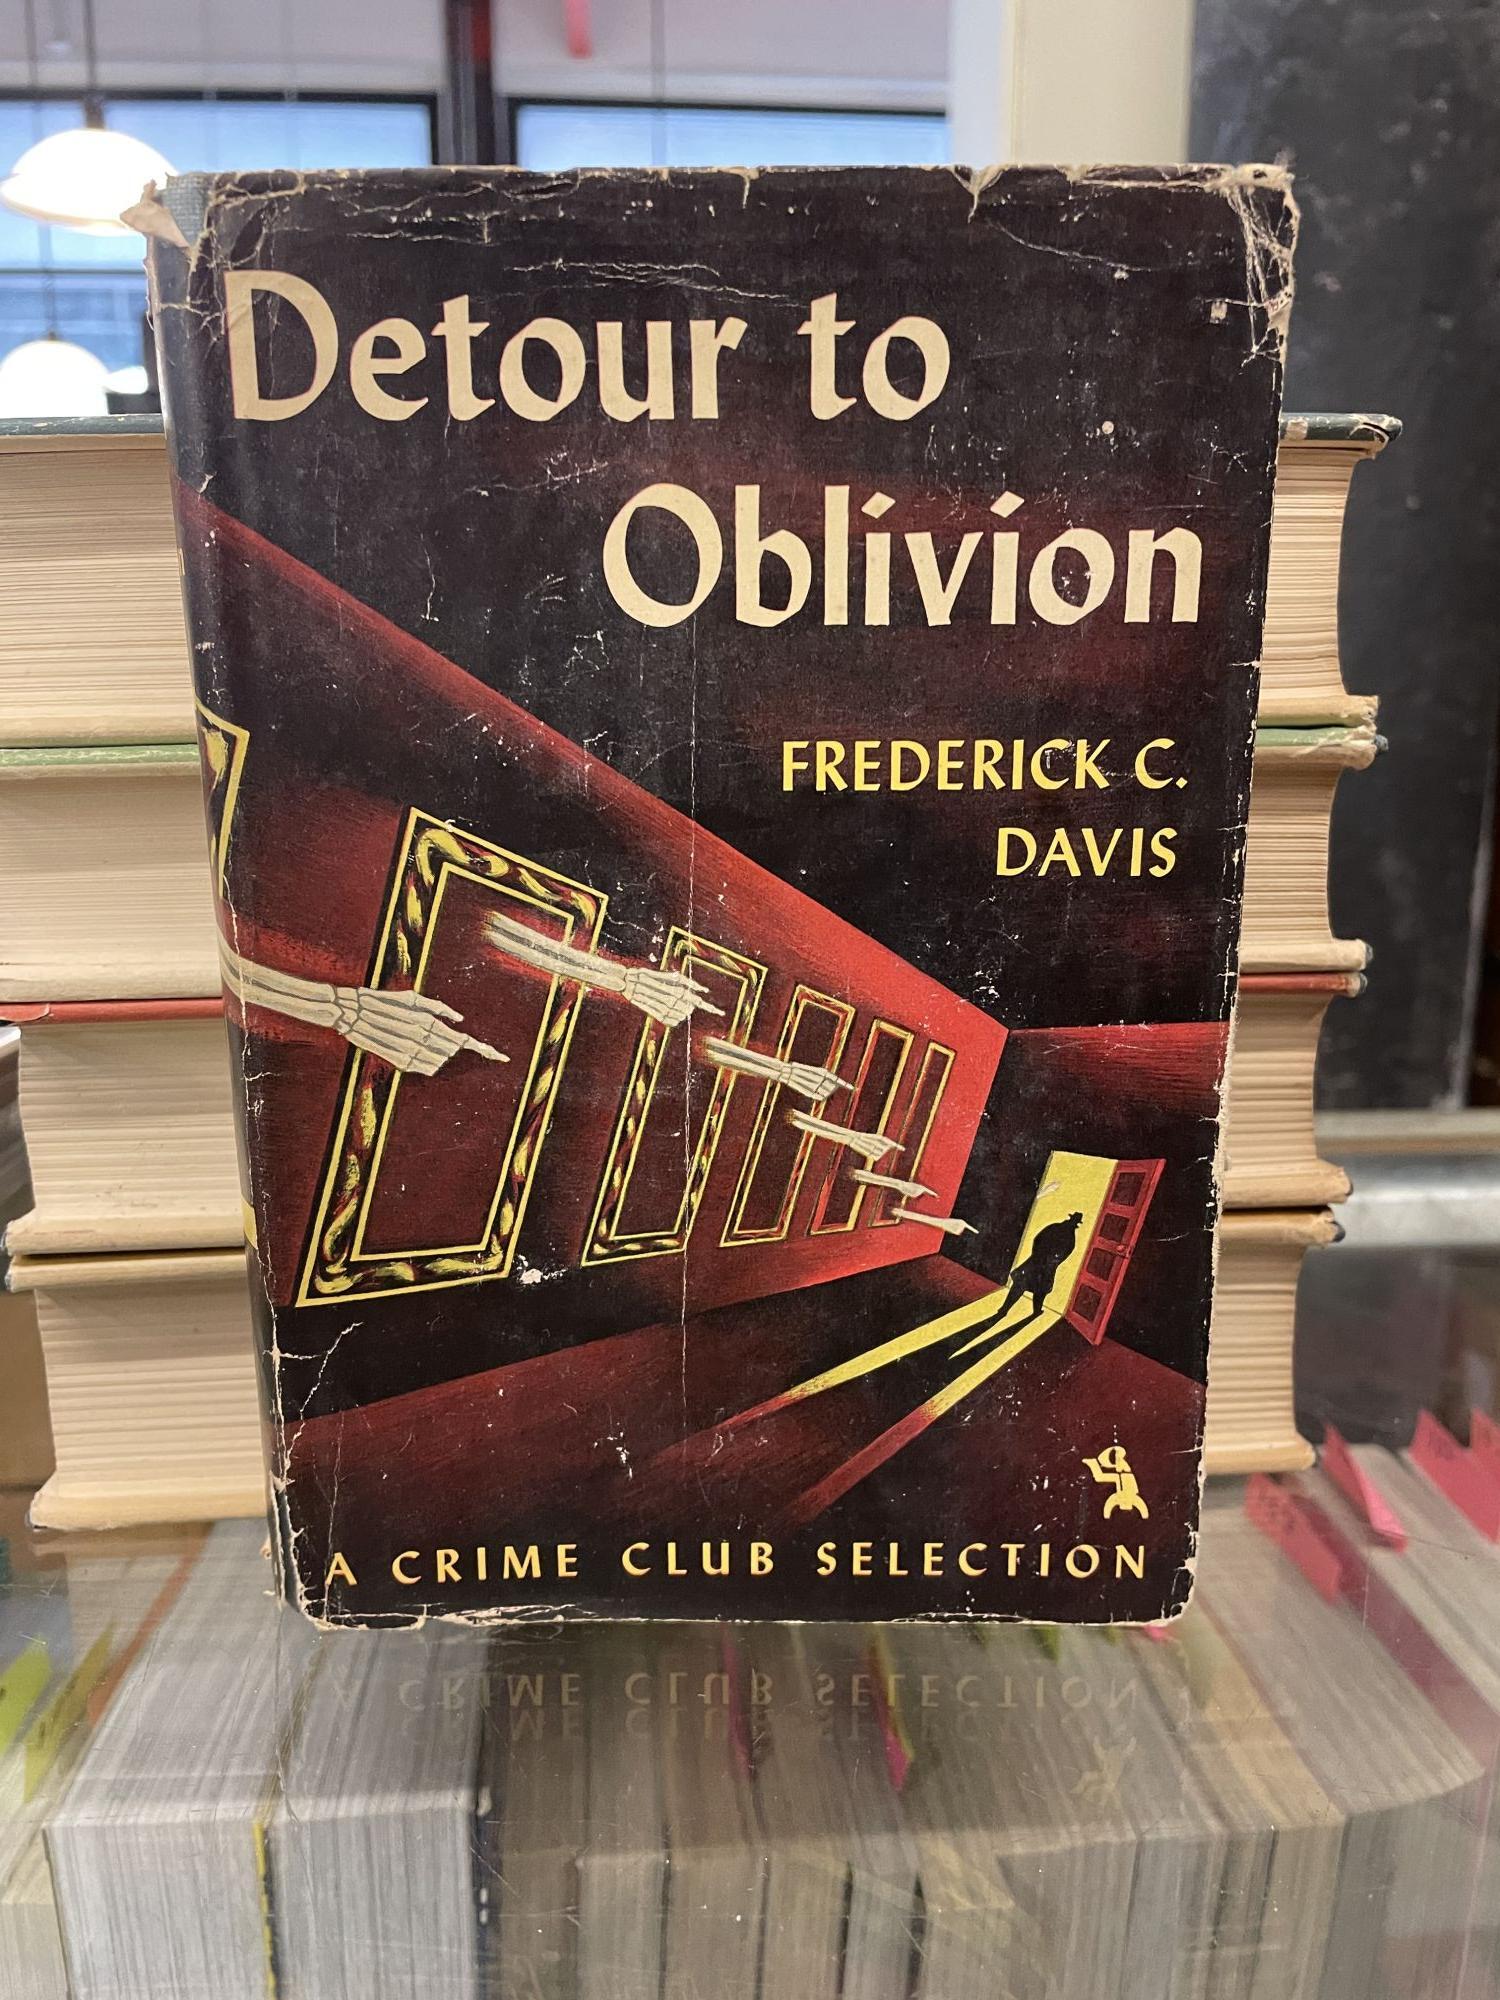 Detour to
Oblivion
FREDERICK C.
DAVIS
A CRIME CLUB SELECTION